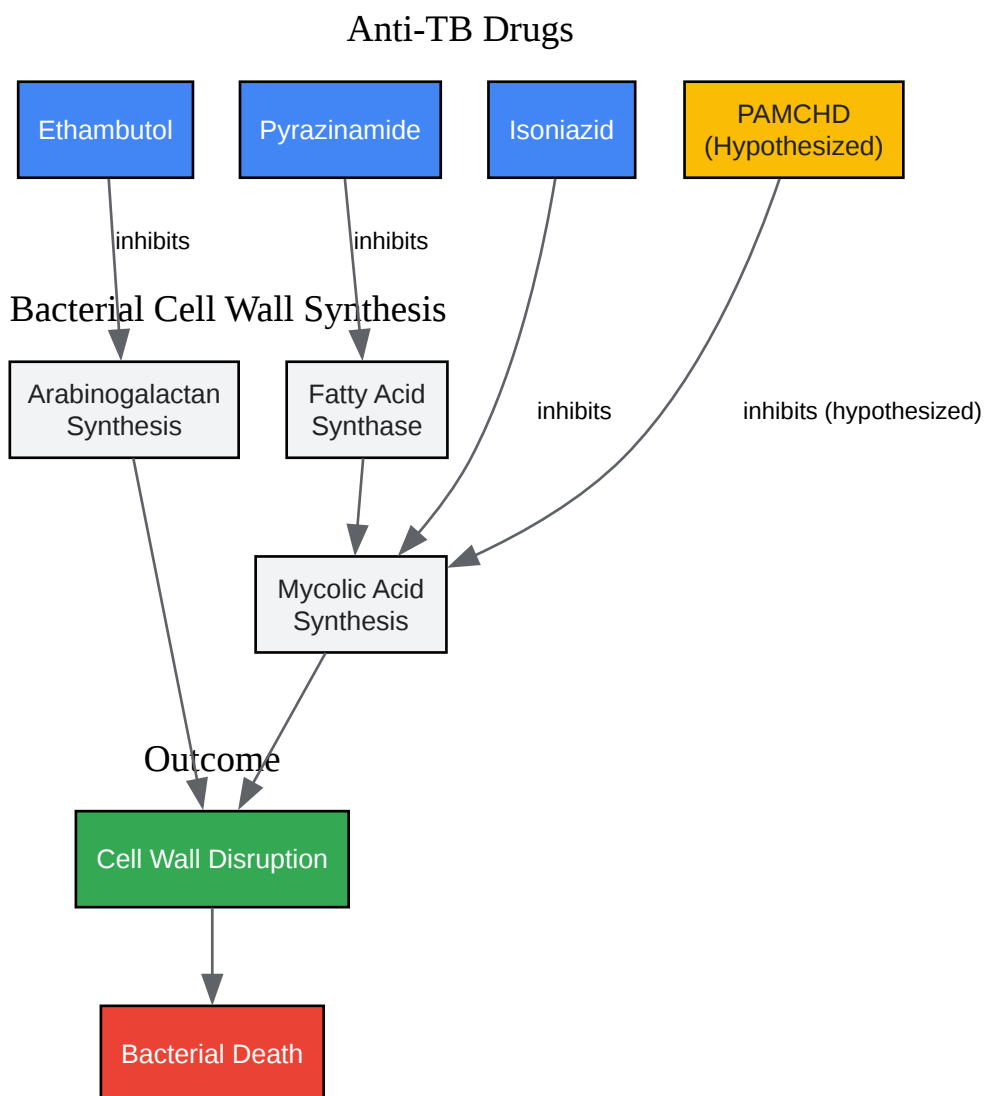 Anti-TB Drugs
Ethambutol
Pyrazinamide
Isoniazid
PAMCHD
(Hypothesized)
inhibits
inhibits
Bacterial Cell Wall Synthesis
Arabinogalactan
Synthesis
Fatty Acid
Synthase
inhibits
inhibits (hypothesized)
Mycolic Acid
Synthesis
Outcome
Cell Wall Disruption
Bacterial Death